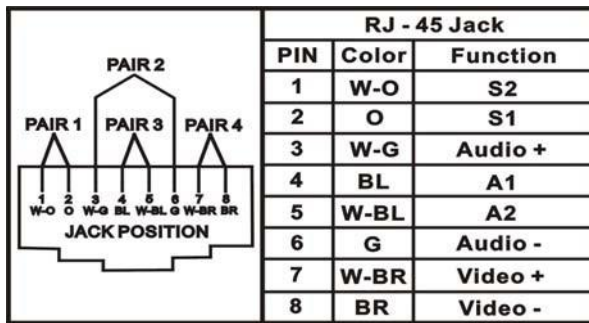 PAIR 2
PAIR 1 PAIR 3 PAIR 4
1 2 3 4 5 6 7 8
W-O O W-G BL W-BL G W-BR BR
JACK POSITION
RJ - 45 Jack
PIN Color Function
1 W-O S2
2 O S1
3 W-G Audio +
4 BL A1
5 W-BL A2
6 G Audio -
7 W-BR Video +
8 BR Video -